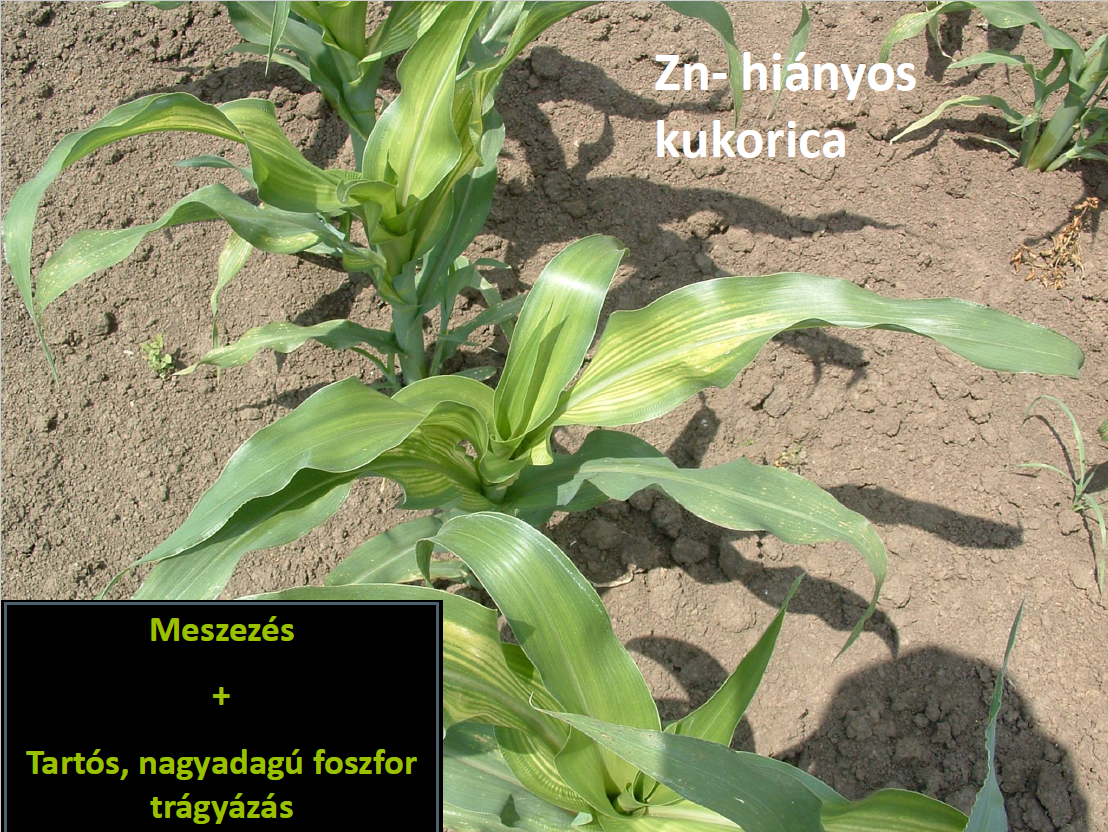 Zn- hiányos
kukorica
Meszezés
+
Tartós, nagyadagú foszfor
trágyázás